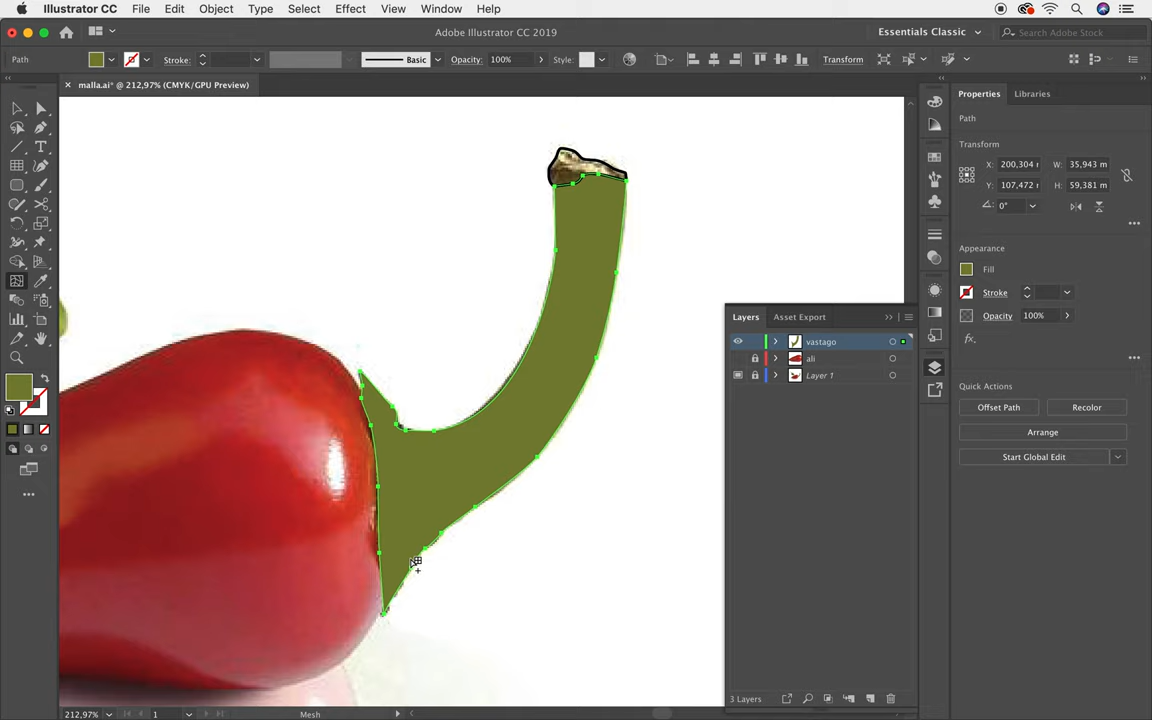 Illustrator CC File Edit Object Type Select Effect View Window Help
Adobe Illustrator CC 2019
Essentials Classic
Search Adobe Stock
Path Stroke: Basic Opacity: 100% Style: Transform
malla.ai* @ 212,97% (CMYK/GPU Preview)
Properties Libraries
Path
Transform
X: 200,304 W: 35,943 m
Y: 107,472 H: 59,381 m
0°
Appearance
Fill
Stroke
Opacity 100%
fx.
Quick Actions
Offset Path Recolor
Arrange
Start Global Edit
Layers Asset Export
vastago
ali
Layer 1
3 Layers
212,97% 1 Mesh